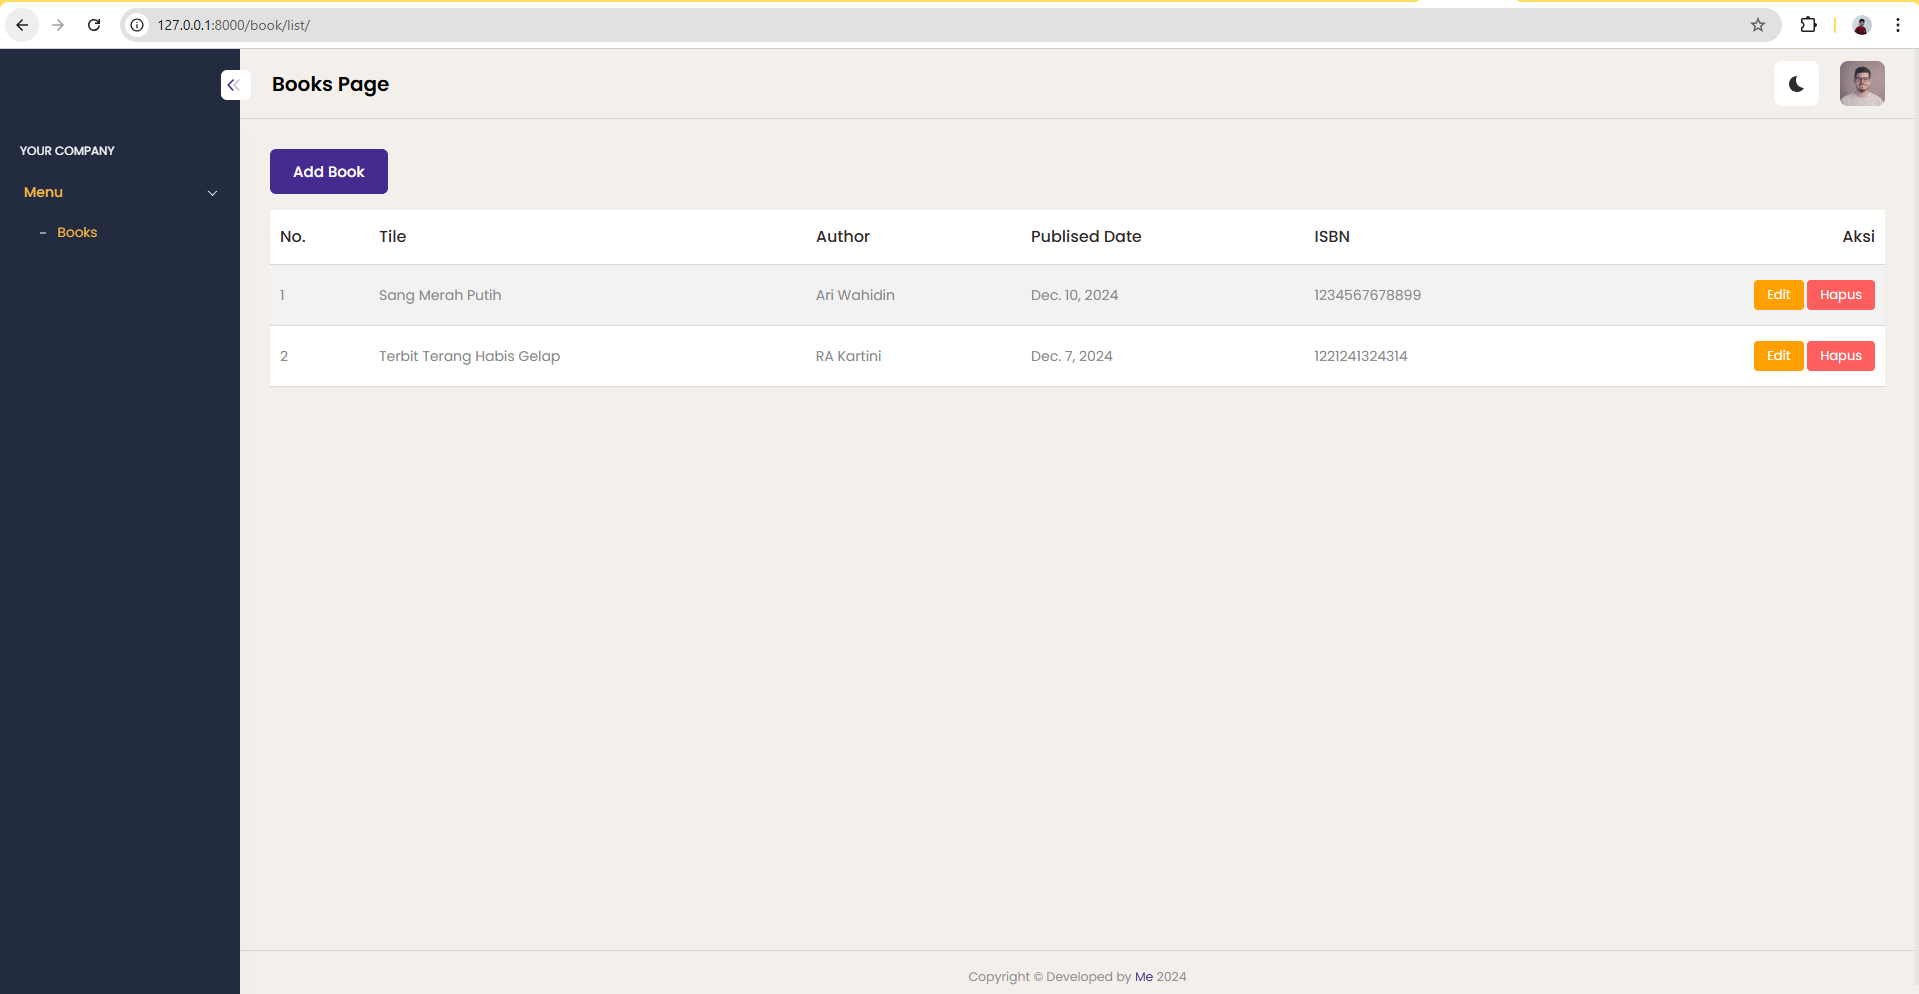 127.0.0.1:8000/book/list/
Books Page
YOUR COMPANY
Menu
– Books
Add Book
No. Tile Author Publised Date ISBN Aksi
1 Sang Merah Putih Ari Wahidin Dec. 10, 2024 1234567678899 Edit Hapus
2 Terbit Terang Habis Gelap RA Kartini Dec. 7, 2024 1221241324314 Edit Hapus
Copyright © Developed by Me 2024